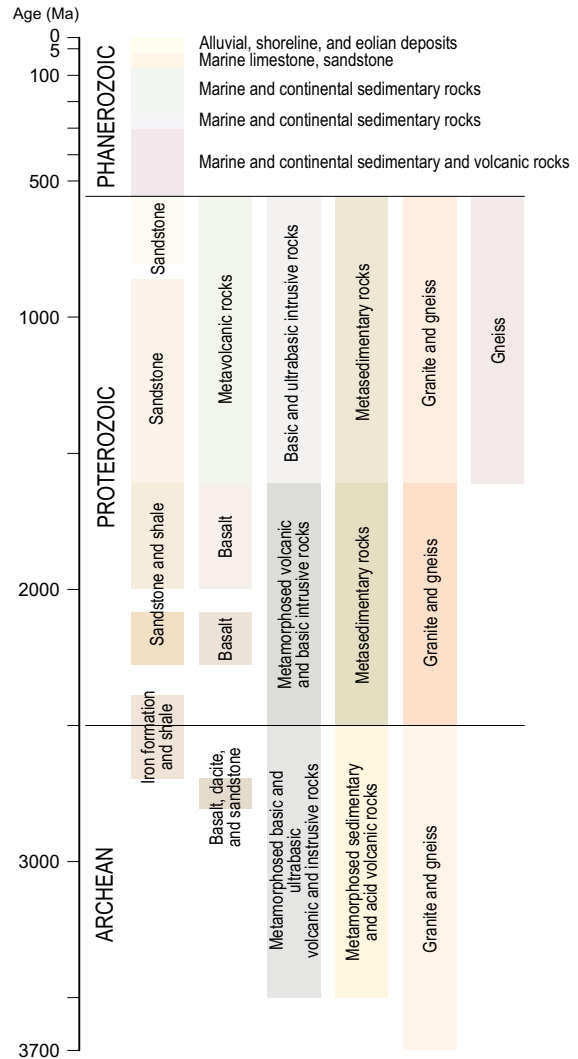 Age (Ma)
0
5
100
500
1000
2000
3000
3700
PHANEROZOIC
PROTEROZOIC
ARCHEAN
Alluvial, shoreline, and eolian deposits
Marine limestone, sandstone
Marine and continental sedimentary rocks
Marine and continental sedimentary rocks
Marine and continental sedimentary and volcanic rocks
Sandstone
Sandstone
Metavolcanic rocks
Basic and ultrabasic intrusive rocks
Metasedimentary rocks
Granite and gneiss
Gneiss
Sandstone and shale
Basalt
Basalt
Metamorphosed volcanic
and basic intrusive rocks
Metasedimentary rocks
Granite and gneiss
Iron formation
and shale
Basalt, dacite,
and sandstone
Metamorphosed basic and
ultrabasic
volcanic and instrusive rocks
Metamorphosed sedimentary
and acid volcanic rocks
Granite and gneiss